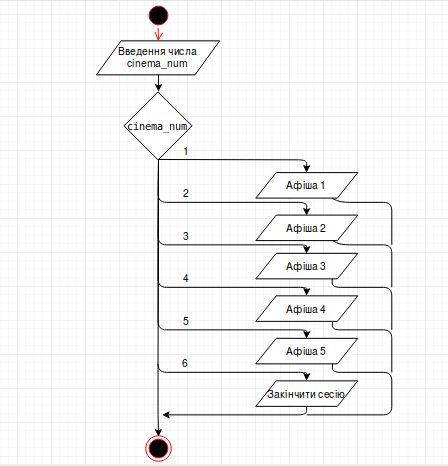 Введення числа
cinema_num
cinema_num
1
Афіша 1
2
Афіша 2
3
Афіша 3
4
Афіша 4
5
Афіша 5
6
Закінчити сесію